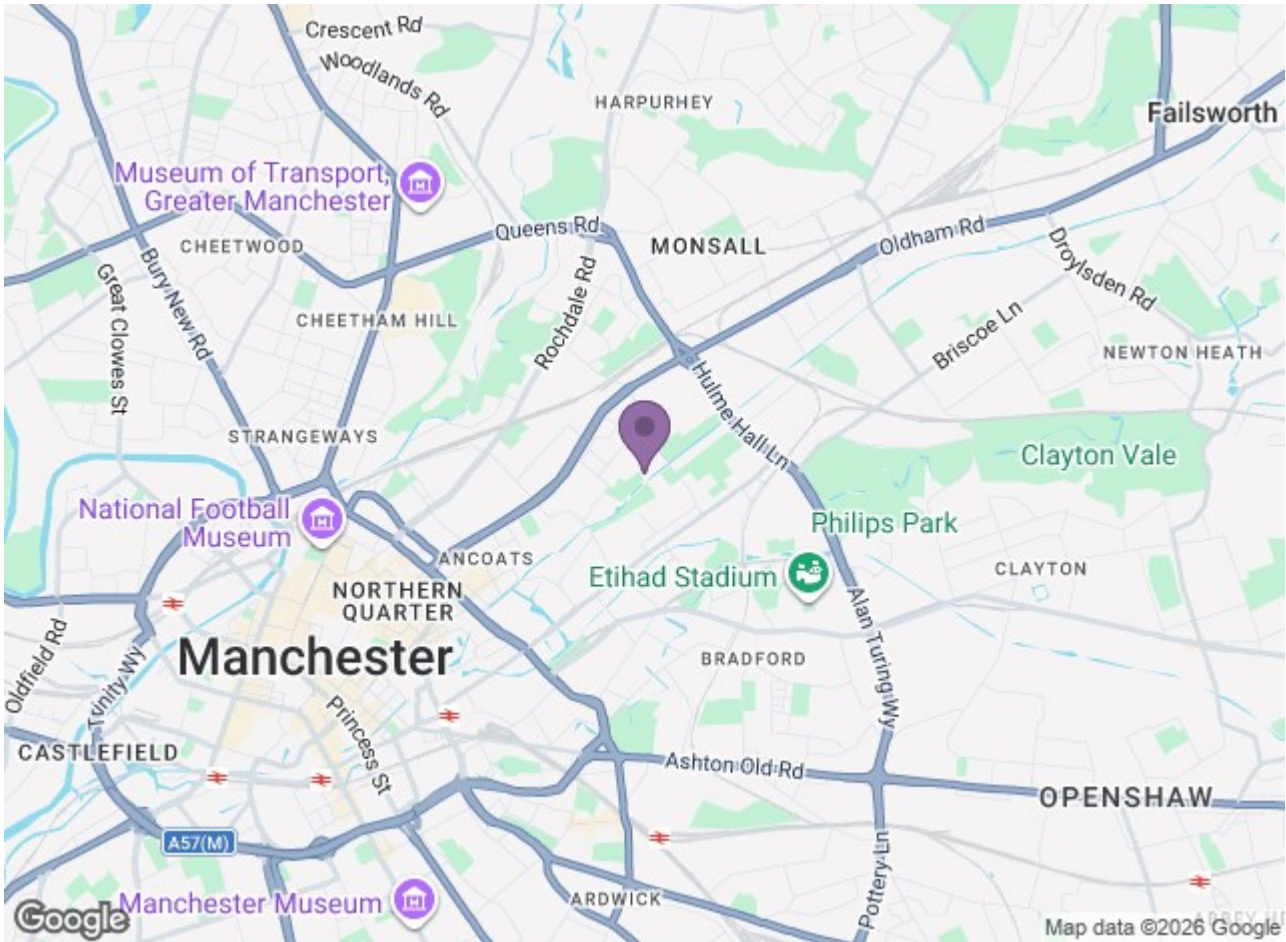 Crescent Rd
Woodlands Rd
HARPURHEY
Failsworth
Museum of Transport,
Greater Manchester
Queens Rd
MONSALL
Oldham Rd
CHEETWOOD
Bury New Rd
Great Clowes St
Rochdale Rd
Droylsden Rd
CHEETHAM HILL
Briscoe Ln
NEWTON HEATH
Hulme Hall Ln
STRANGEWAYS
Clayton Vale
National Football
Museum
Philips Park
ANCOATS
Etihad Stadium
CLAYTON
NORTHERN
QUARTER
Alan Turing Wy
Oldfield Rd
Manchester
BRADFORD
Trinity Wy
Princess St
CASTLEFIELD
Ashton Old Rd
OPENSHAW
A57(M)
Pottery Ln
Manchester Museum
ARDWICK
Google
Map data ©2026 Google